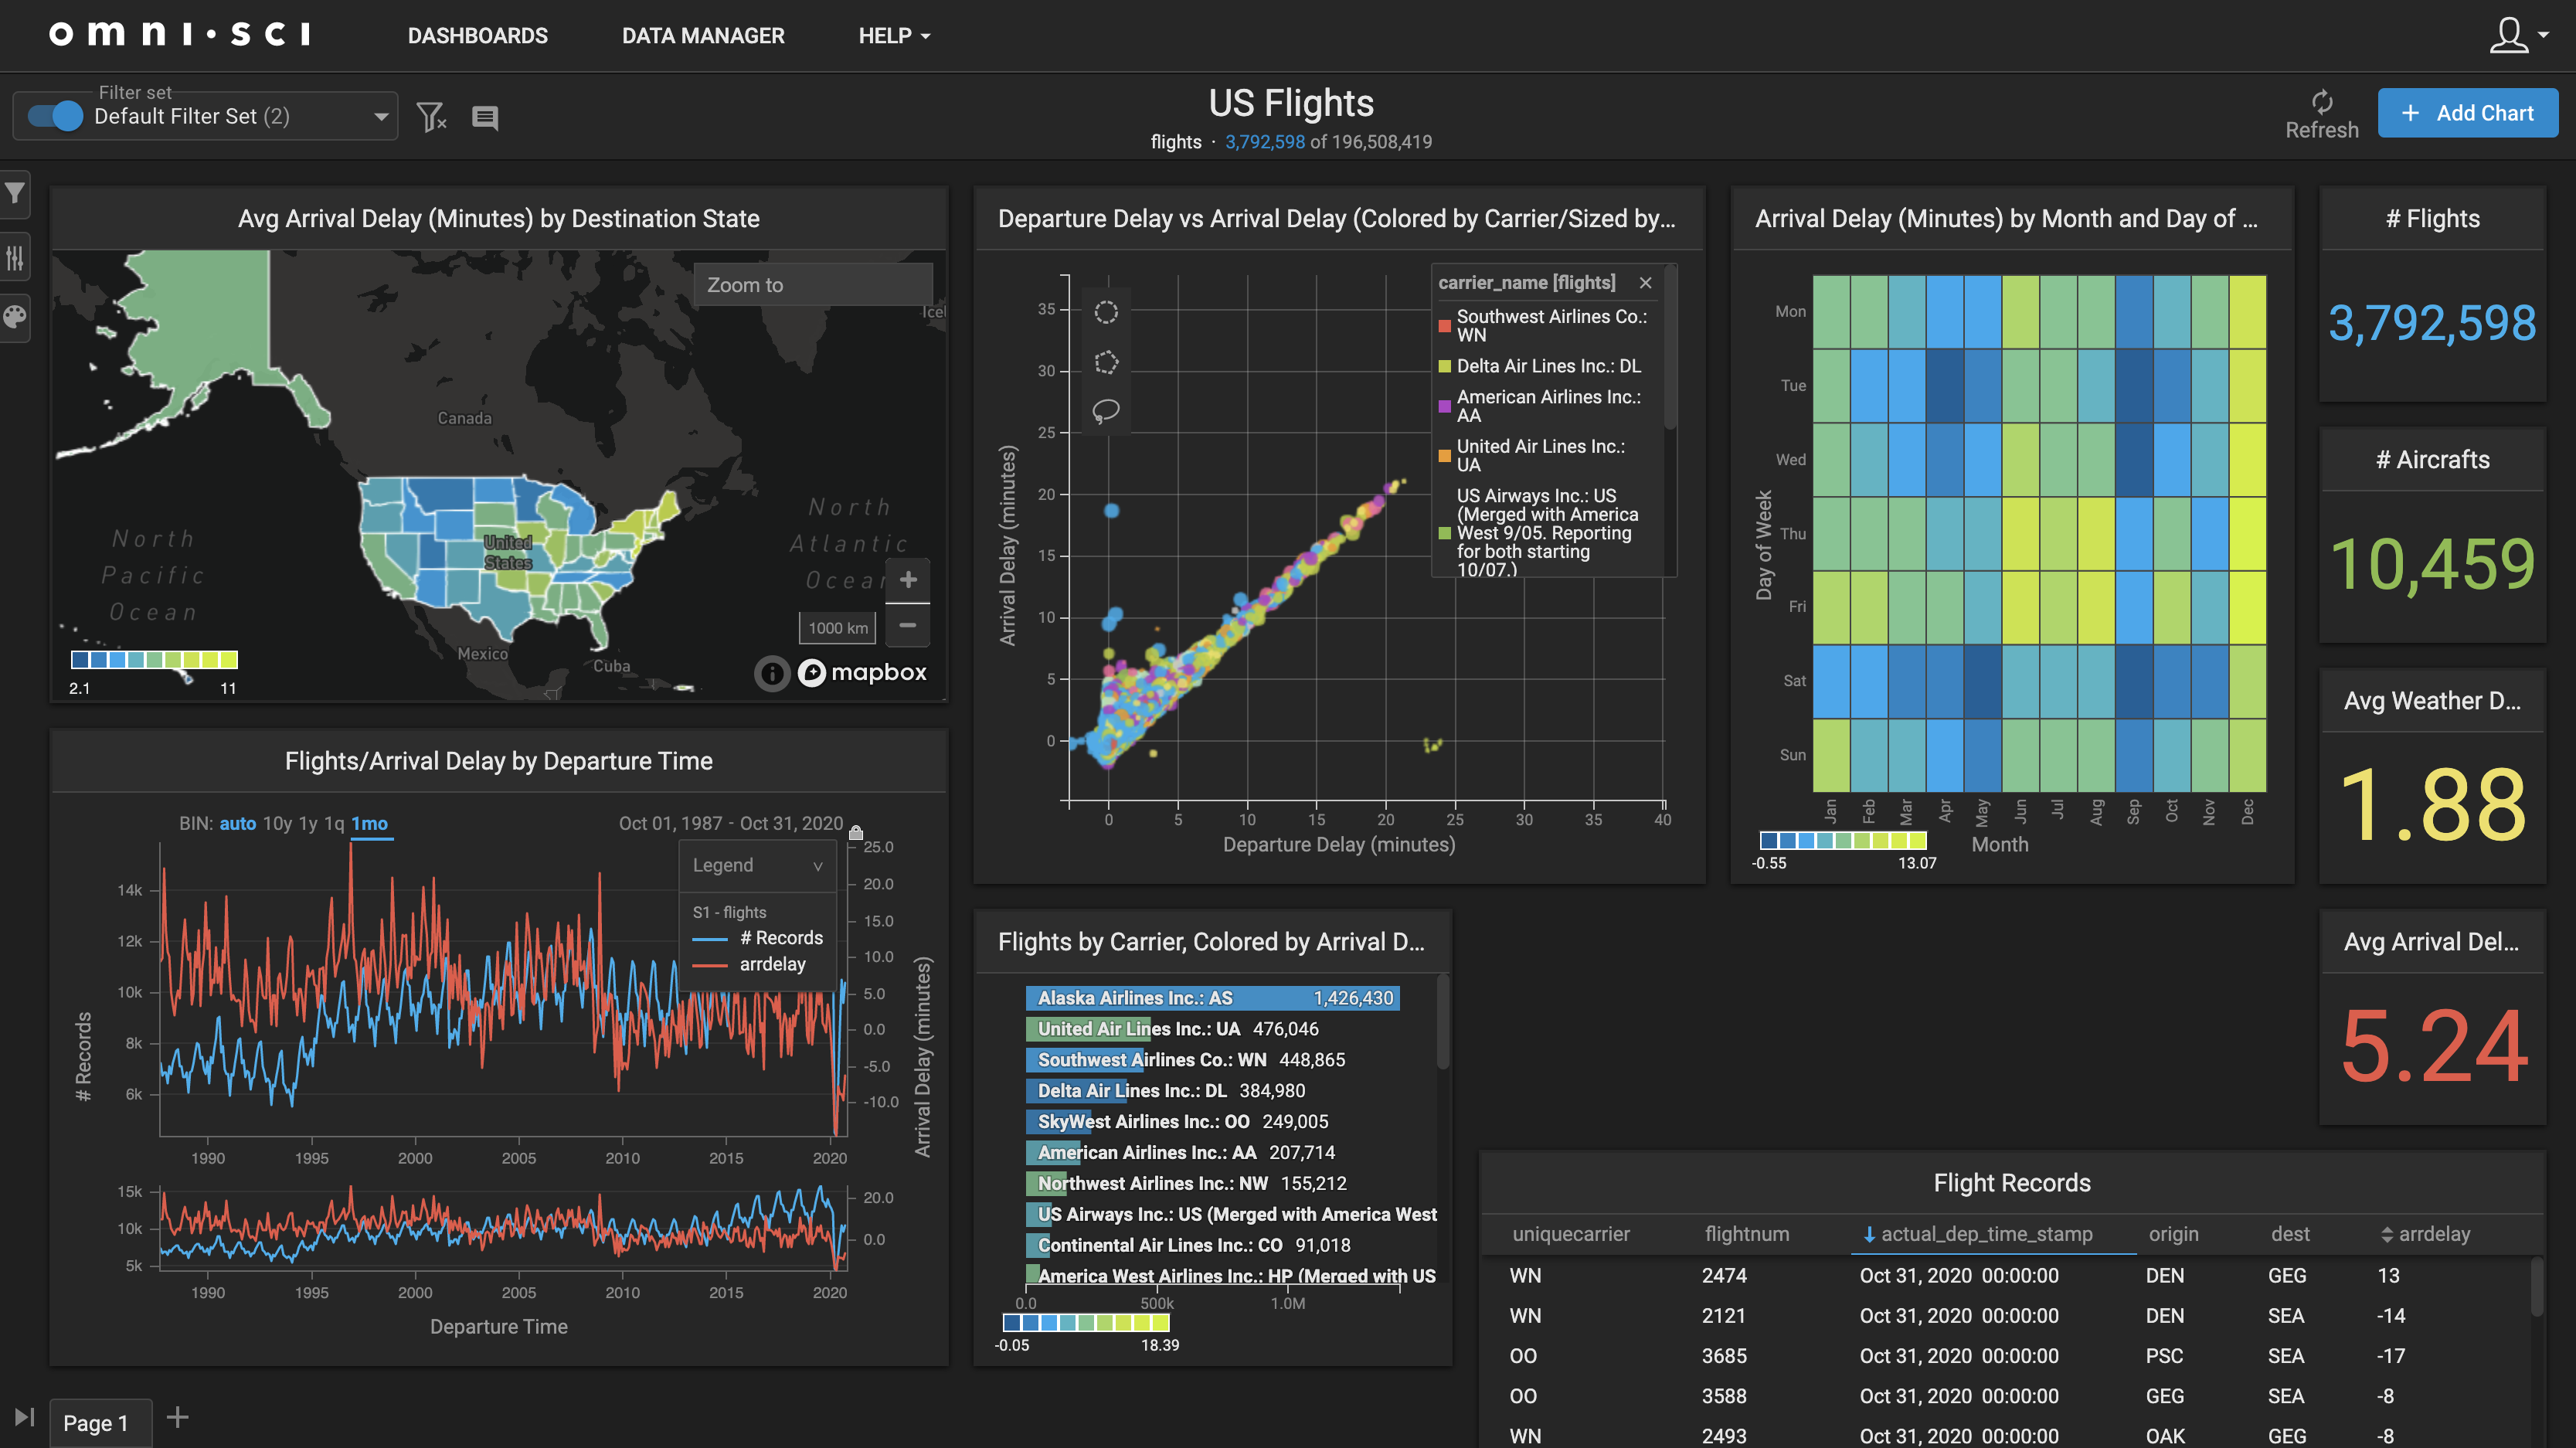 omni·sci
DASHBOARDS
DATA MANAGER
HELP
Filter set
Default Filter Set (2)
US Flights
flights · 3,792,598 of 196,508,419
Refresh
+ Add Chart
Avg Arrival Delay (Minutes) by Destination State
Zoom to
Icel
Canada
North
Pacific
Ocean
United
States
North
Atlantic
Ocean
Mexico
Cuba
+
−
1000 km
mapbox
2.1
11
Departure Delay vs Arrival Delay (Colored by Carrier/Sized by...
carrier_name [flights]
Southwest Airlines Co.:
WN
Delta Air Lines Inc.: DL
American Airlines Inc.:
AA
United Air Lines Inc.:
UA
US Airways Inc.: US
(Merged with America
West 9/05. Reporting
for both starting
10/07.)
Arrival Delay (minutes)
35
30
25
20
15
10
5
0
0 5 10 15 20 25 30 35 40
Departure Delay (minutes)
Arrival Delay (Minutes) by Month and Day of ...
Day of Week
Mon
Tue
Wed
Thu
Fri
Sat
Sun
Jan Feb Mar Apr May Jun Jul Aug Sep Oct Nov Dec
Month
-0.55
13.07
# Flights
3,792,598
# Aircrafts
10,459
Avg Weather D...
1.88
Avg Arrival Del...
5.24
Flights/Arrival Delay by Departure Time
BIN: auto 10y 1y 1q 1mo
Oct 01, 1987 - Oct 31, 2020
Legend
S1 - flights
# Records
arrdelay
# Records
14k
12k
10k
8k
6k
25.0
20.0
15.0
10.0
5.0
0.0
-5.0
-10.0
Arrival Delay (minutes)
1990 1995 2000 2005 2010 2015 2020
15k
10k
5k
20.0
0.0
1990 1995 2000 2005 2010 2015 2020
Departure Time
Flights by Carrier, Colored by Arrival D...
Alaska Airlines Inc.: AS 1,426,430
United Air Lines Inc.: UA 476,046
Southwest Airlines Co.: WN 448,865
Delta Air Lines Inc.: DL 384,980
SkyWest Airlines Inc.: OO 249,005
American Airlines Inc.: AA 207,714
Northwest Airlines Inc.: NW 155,212
US Airways Inc.: US (Merged with America West
Continental Air Lines Inc.: CO 91,018
America West Airlines Inc.: HP (Merged with US
0.0 500k 1.0M
-0.05
18.39
Flight Records
uniquecarrier flightnum actual_dep_time_stamp origin dest arrdelay
WN 2474 Oct 31, 2020 00:00:00 DEN GEG 13
WN 2121 Oct 31, 2020 00:00:00 DEN SEA -14
OO 3685 Oct 31, 2020 00:00:00 PSC SEA -17
OO 3588 Oct 31, 2020 00:00:00 GEG SEA -8
WN 2493 Oct 31, 2020 00:00:00 OAK GEG -8
Page 1
+